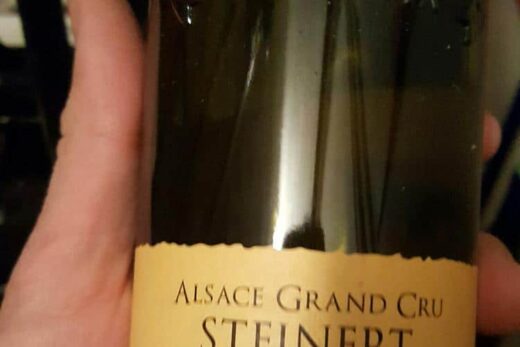 ALSACE GRAND CRU
STEINERT